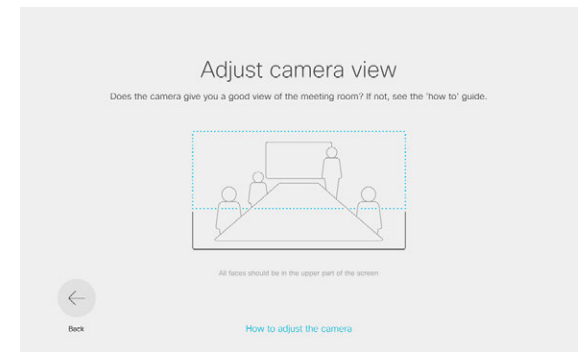 Adjust camera view
Does the camera give you a good view of the meeting room? If not, see the 'how to' guide.
All faces should be in the upper part of the screen
Back
How to adjust the camera